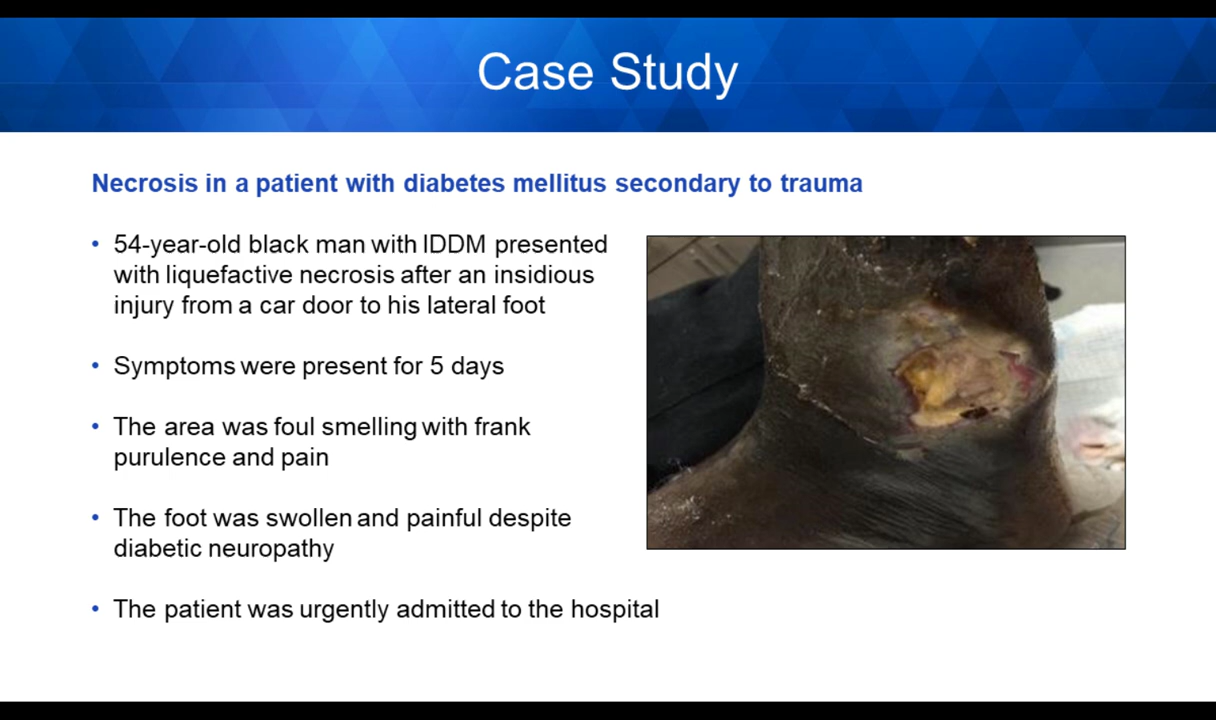 Case Study
Necrosis in a patient with diabetes mellitus secondary to trauma
• 54-year-old black man with IDDM presented
with liquefactive necrosis after an insidious
injury from a car door to his lateral foot
• Symptoms were present for 5 days
• The area was foul smelling with frank
purulence and pain
• The foot was swollen and painful despite
diabetic neuropathy
• The patient was urgently admitted to the hospital